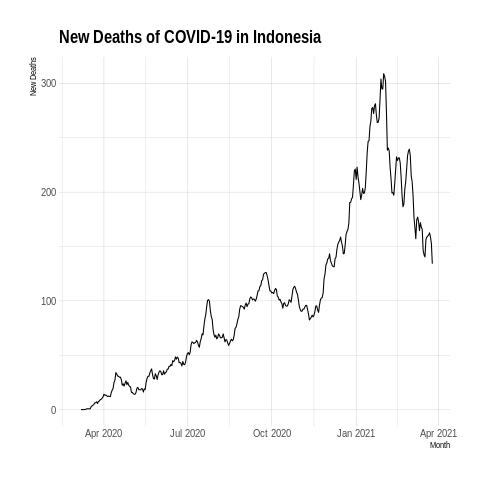 New Deaths of COVID-19 in Indonesia
New Deaths
300
200
100
0
Apr 2020 Jul 2020 Oct 2020 Jan 2021 Apr 2021
Month